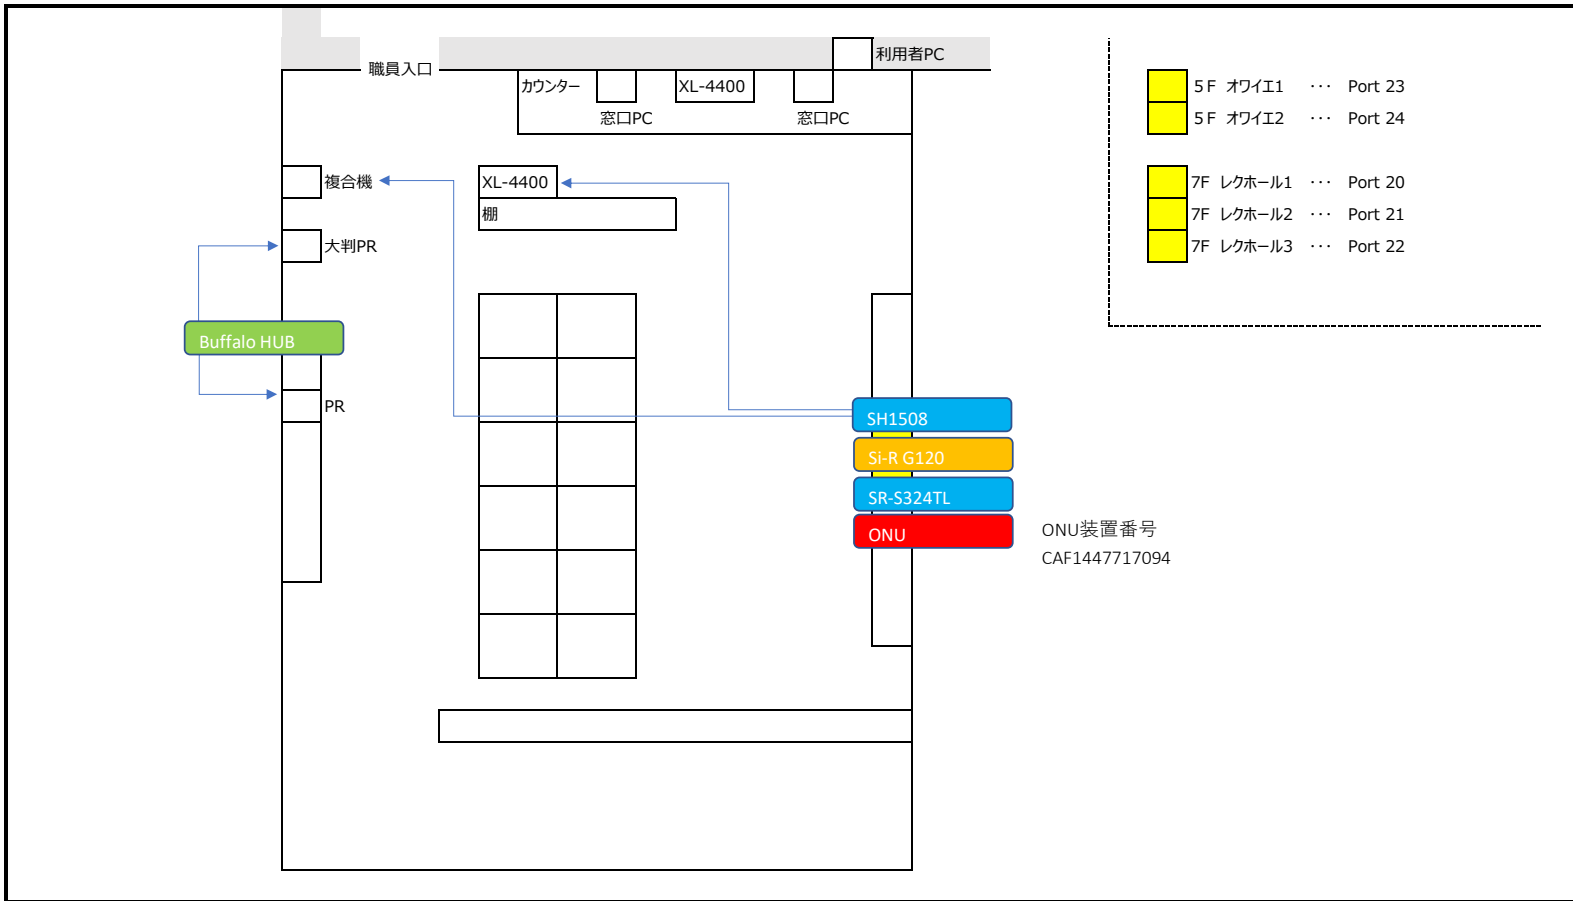 利用者PC
職員入口
カウンター
XL-4400
窓口PC
窓口PC
5F オワイエ1 ··· Port 23
5F オワイエ2 ··· Port 24
複合機
XL-4400
棚
7F レクホール1 ··· Port 20
7F レクホール2 ··· Port 21
7F レクホール3 ··· Port 22
大判PR
Buffalo HUB
PR
SH1508
Si-R G120
SR-S324TL
ONU
ONU装置番号
CAF1447717094